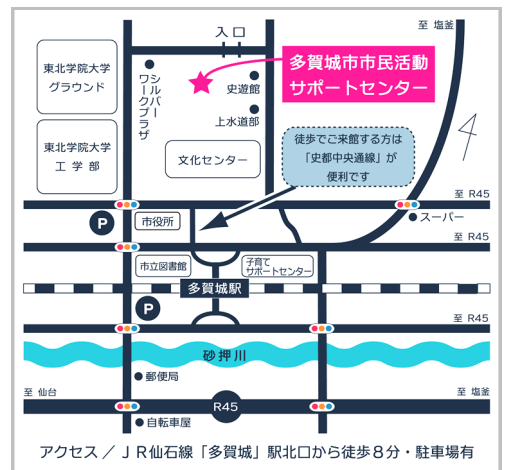 至 塩釜
入口
東北学院大学
グラウンド
シルバー
ワークプラザ
史遊館
上水道部
多賀城市市民活動
サポートセンター
東北学院大学
工学部
文化センター
徒歩でご来館する方は
「史都中央通線」が
便利です
至 R45
P
市役所
スーパー
至 R45
市立図書館
子育て
サポートセンター
多賀城駅
P
至 R45
砂押川
郵便局
至 仙台
至 塩釜
R45
自転車屋
アクセス／ＪＲ仙石線「多賀城」駅北口から徒歩８分・駐車場有